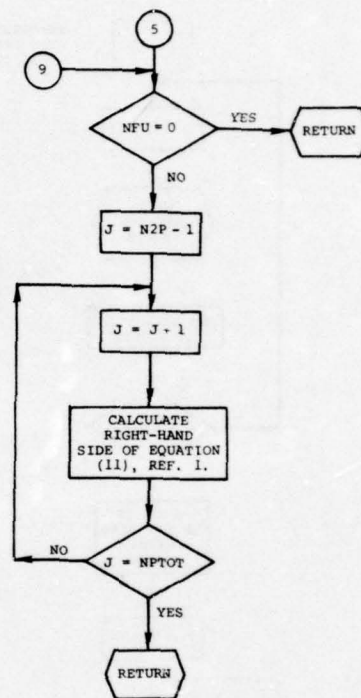 5
9
NFU = 0
YES
RETURN
NO
J = N2P - 1
J = J + 1
CALCULATE
RIGHT-HAND
SIDE OF EQUATION
(11), REF. 1.
NO
J = NPTOT
YES
RETURN